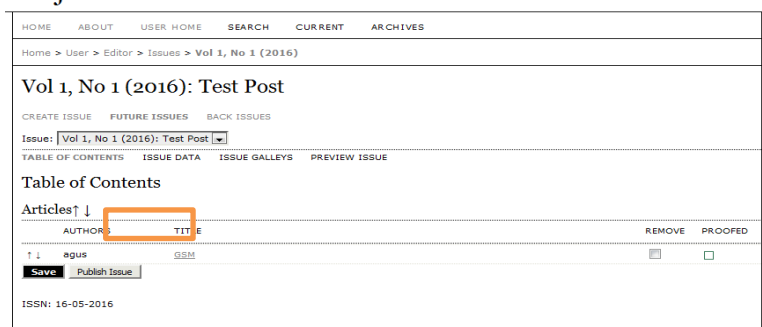 HOME ABOUT USER HOME SEARCH CURRENT ARCHIVES
Home > User > Editor > Issues > Vol 1, No 1 (2016)
Vol 1, No 1 (2016): Test Post
CREATE ISSUE FUTURE ISSUES BACK ISSUES
Issue: Vol 1, No 1 (2016): Test Post
TABLE OF CONTENTS ISSUE DATA ISSUE GALLEYS PREVIEW ISSUE
Table of Contents
Articles↑ ↓
AUTHORS TITLE REMOVE PROOFED
↑ ↓ agus GSM
Save Publish Issue
ISSN: 16-05-2016